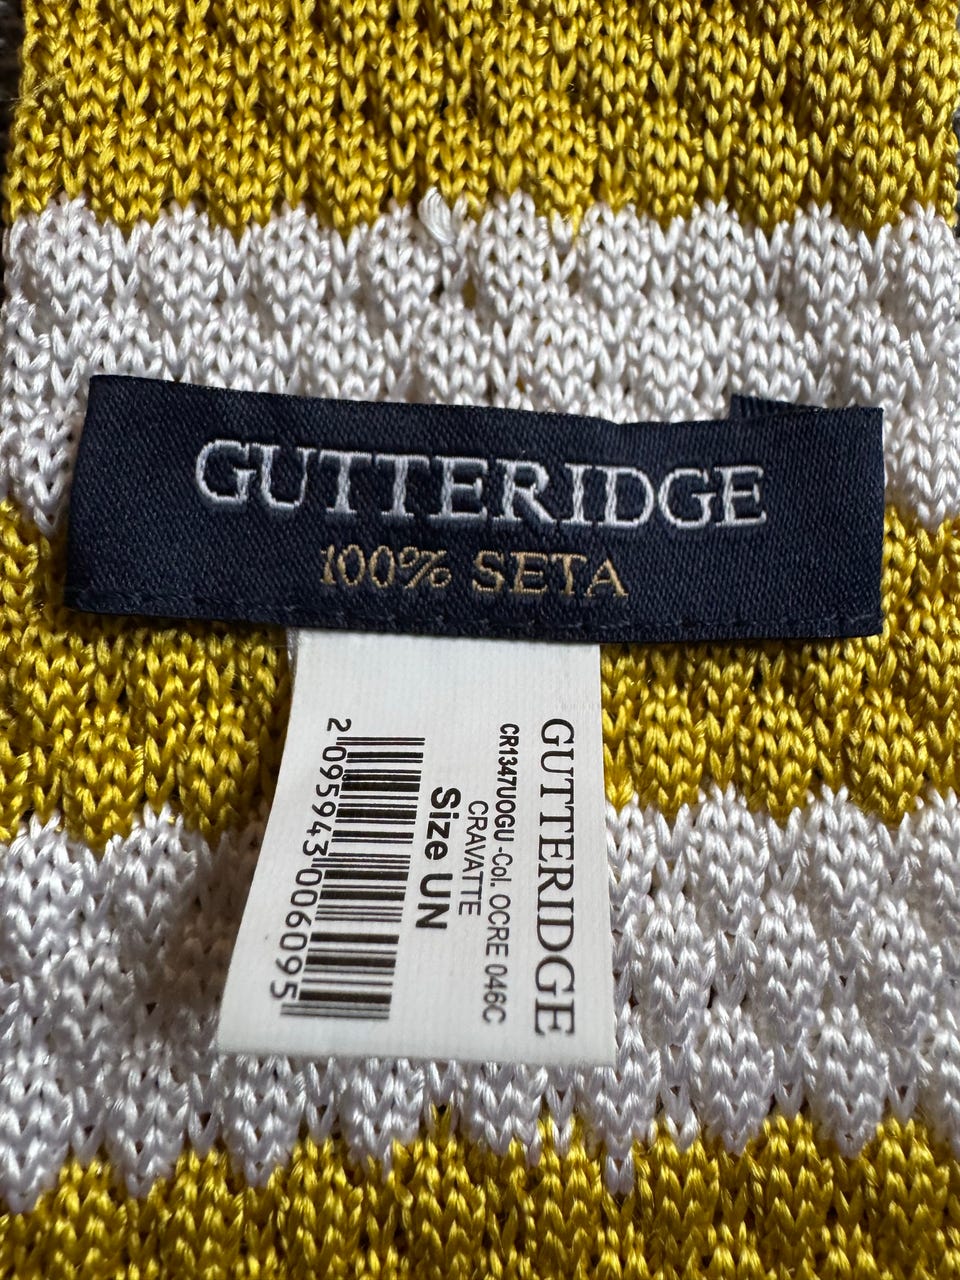 GUTTERIDGE
100% SETA
GUTTERIDGE
CR1347UOGU -Col. OCRE 046C
CRAVATTE
Size UN
2 095943 006095